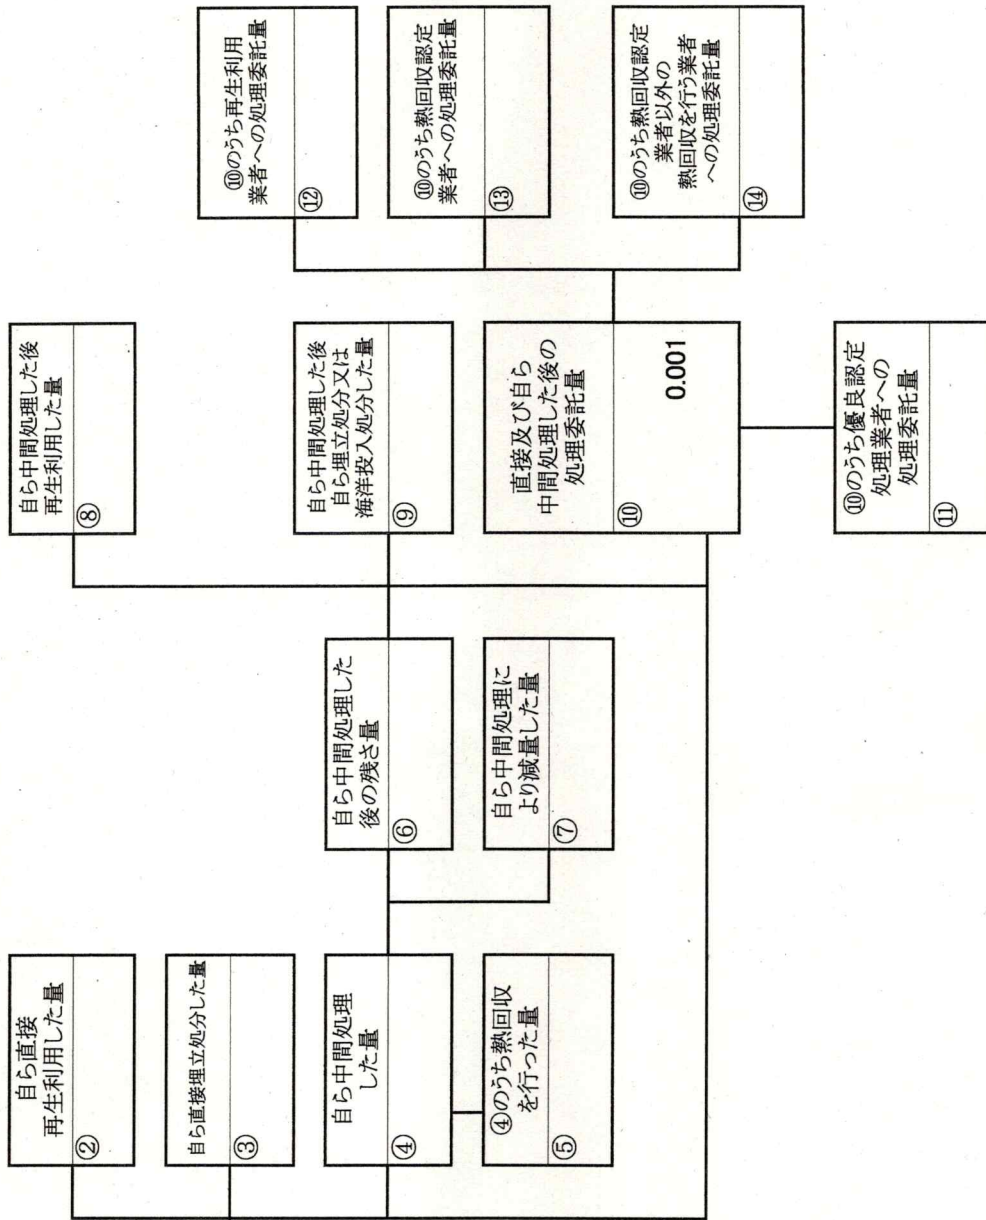 自ら直接
再生利用した量
②
自ら直接埋立処分した量
③
自ら中間処理
した量
④
④のうち熱回収
を行った量
⑤
自ら中間処理した
後の残さ量
⑥
自ら中間処理に
より減量した量
⑦
自ら中間処理した後
再生利用した量
⑧
自ら中間処理した後
自ら埋立処分又は
海洋投入処分した量
⑨
直接及び自ら
中間処理した後の
処理委託量
⑩
0.001
⑩のうち優良認定
処理業者への
処理委託量
⑪
⑩のうち再生利用
業者への処理委託量
⑫
⑩のうち熱回収認定
業者への処理委託量
⑬
⑩のうち熱回収認定
業者以外の
熱回収を行う業者
への処理委託量
⑭